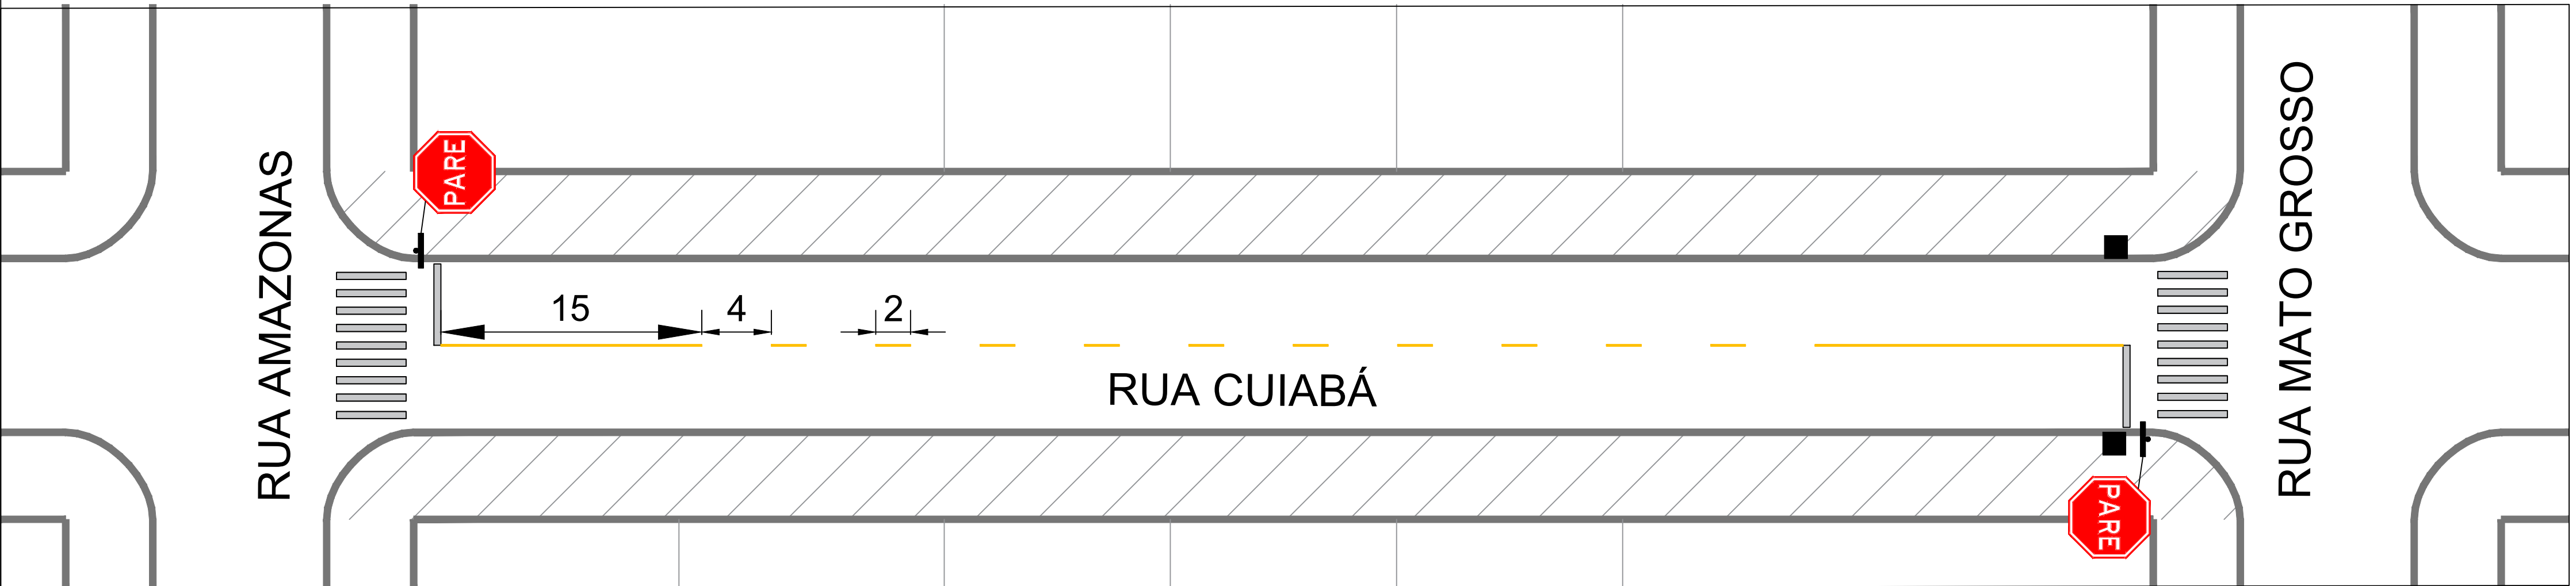 RUA AMAZONAS
PARE
15
4
2
RUA CUIABÁ
PARE
RUA MATO GROSSO